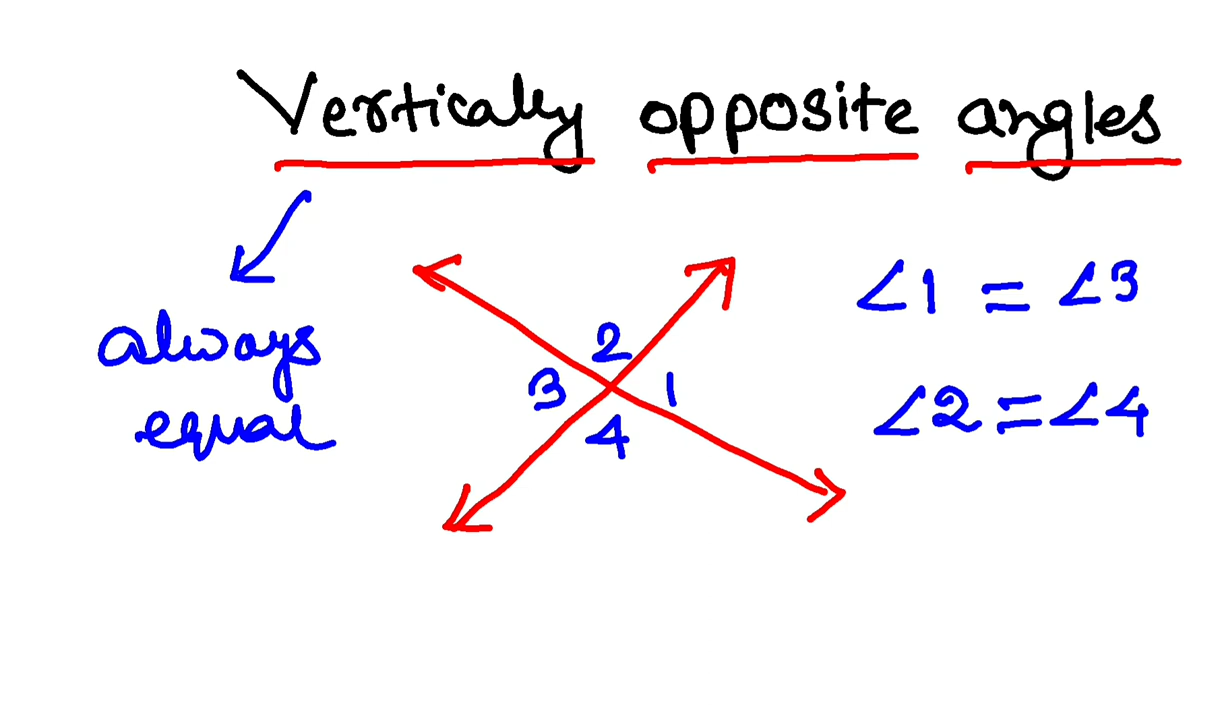 Vertically opposite angles
always
equal
2
3 1
4
∠1 = ∠3
∠2 = ∠4